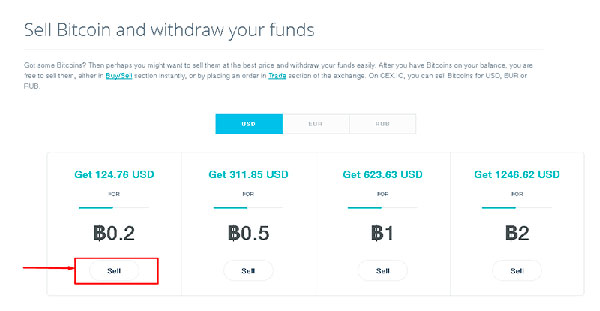 Sell Bitcoin and withdraw your funds
Got some Bitcoins? Then perhaps you might want to sell them at the best price and withdraw your funds easily. After you have Bitcoins on your balance, you are
free to sell them, either in Buy/Sell section instantly, or by placing an order in Trade section of the exchange. On CEX.IO, you can sell Bitcoins for USD, EUR or
RUB.
USD EUR RUB
Get 124.76 USD Get 311.85 USD Get 623.63 USD Get 1246.62 USD
FOR FOR FOR FOR
฿0.2 ฿0.5 ฿1 ฿2
Sell Sell Sell Sell